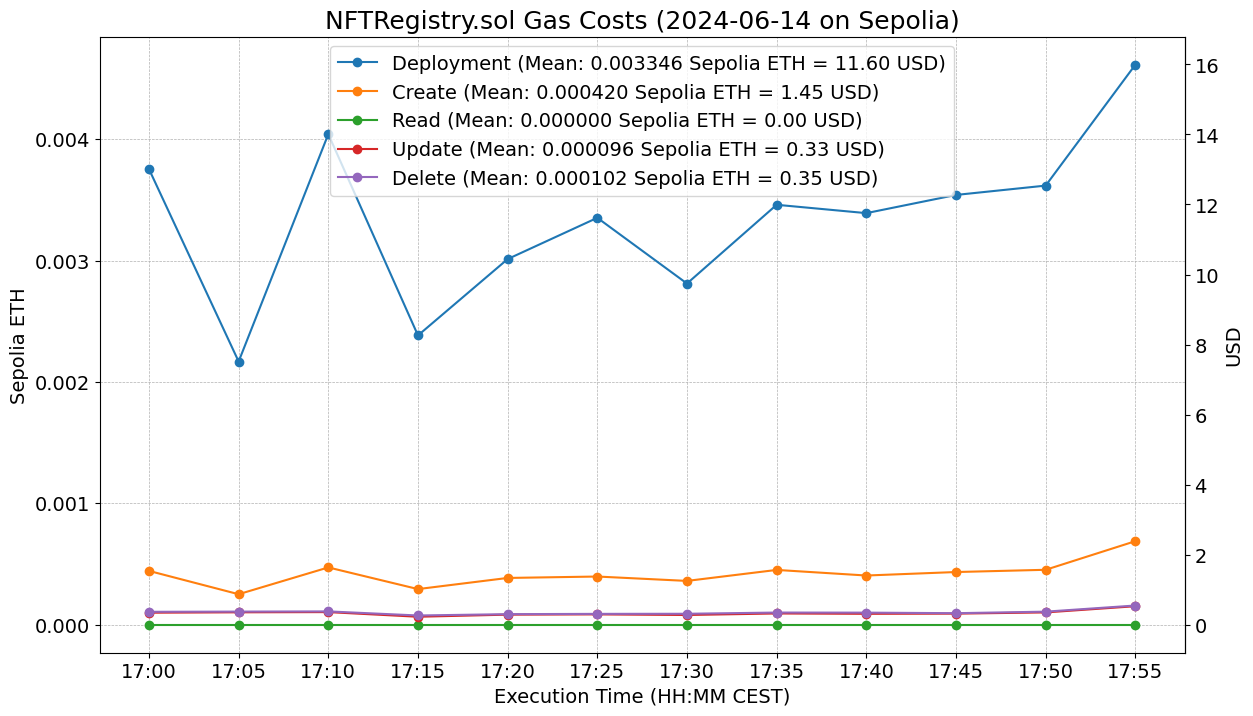 NFTRegistry.sol Gas Costs (2024-06-14 on Sepolia)
Deployment (Mean: 0.003346 Sepolia ETH = 11.60 USD)
Create (Mean: 0.000420 Sepolia ETH = 1.45 USD)
Read (Mean: 0.000000 Sepolia ETH = 0.00 USD)
Update (Mean: 0.000096 Sepolia ETH = 0.33 USD)
Delete (Mean: 0.000102 Sepolia ETH = 0.35 USD)
Sepolia ETH
0.004
0.003
0.002
0.001
0.000
USD
16
14
12
10
8
6
4
2
0
17:00 17:05 17:10 17:15 17:20 17:25 17:30 17:35 17:40 17:45 17:50 17:55
Execution Time (HH:MM CEST)